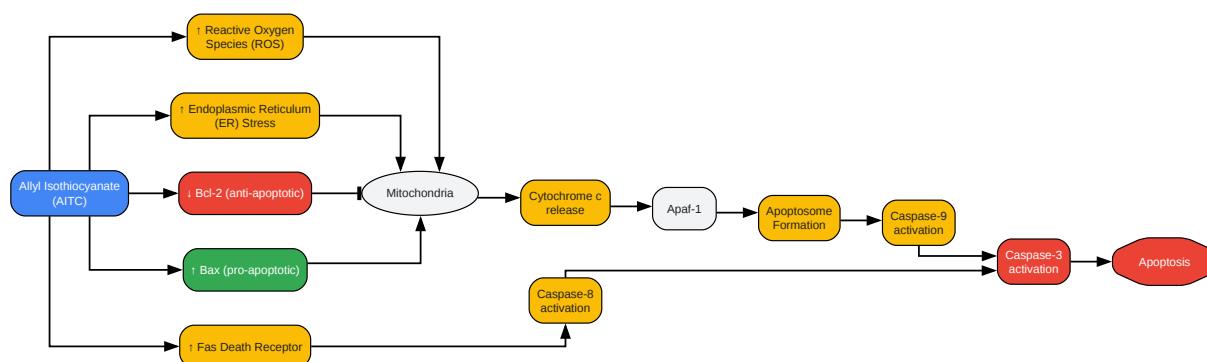 ↑ Reactive Oxygen
Species (ROS)
↑ Endoplasmic Reticulum
(ER) Stress
Allyl Isothiocyanate
(AITC)
↓ Bcl-2 (anti-apoptotic)
Mitochondria
Cytochrome c
release
Apaf-1
Apoptosome
Formation
Caspase-9
activation
Caspase-3
activation
Apoptosis
↑ Bax (pro-apoptotic)
Caspase-8
activation
↑ Fas Death Receptor